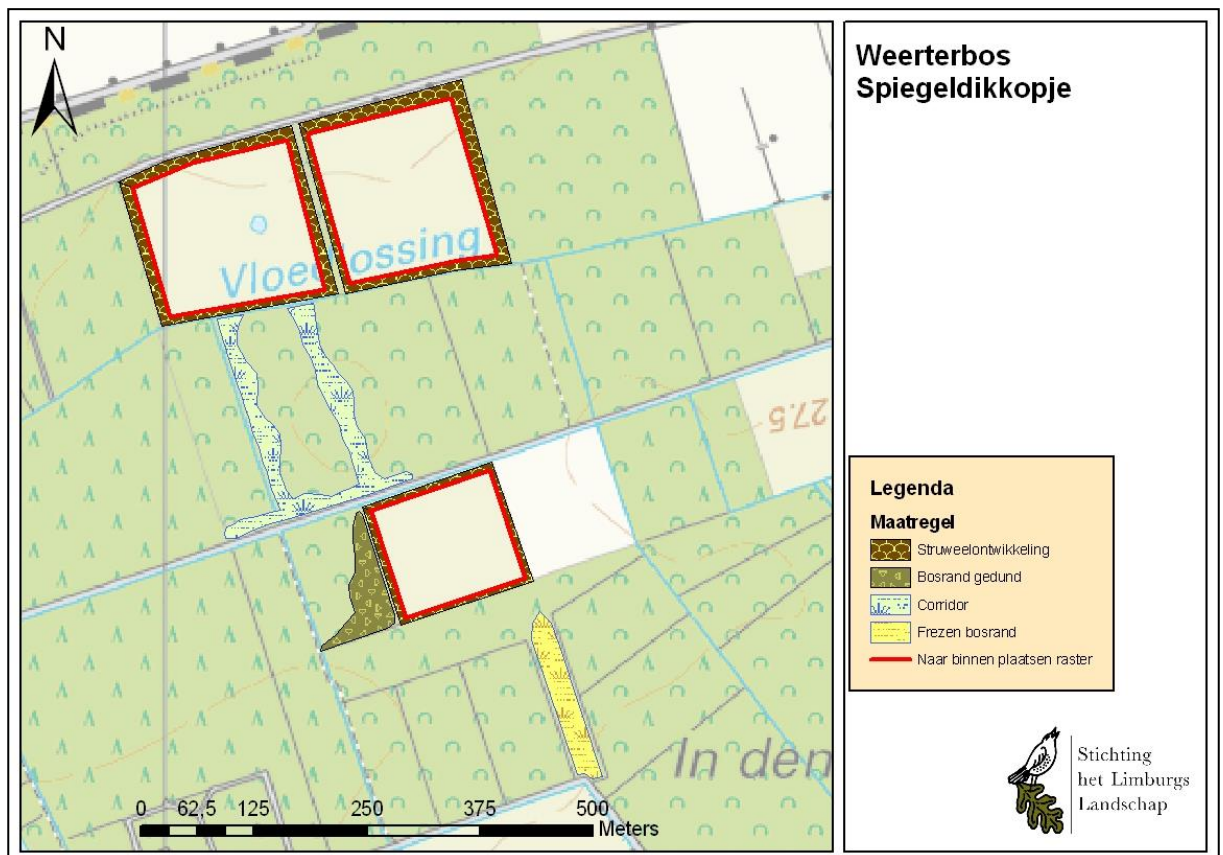 N
Vloedlossing
27.5
In den
0 62,5 125 250 375 500
Meters
Weerterbos
Spiegeldikkopje
Legenda
Maatregel
Struweelontwikkeling
Bosrand gedund
Corridor
Frezen bosrand
Naar binnen plaatsen raster
Stichting
het Limburgs
Landschap